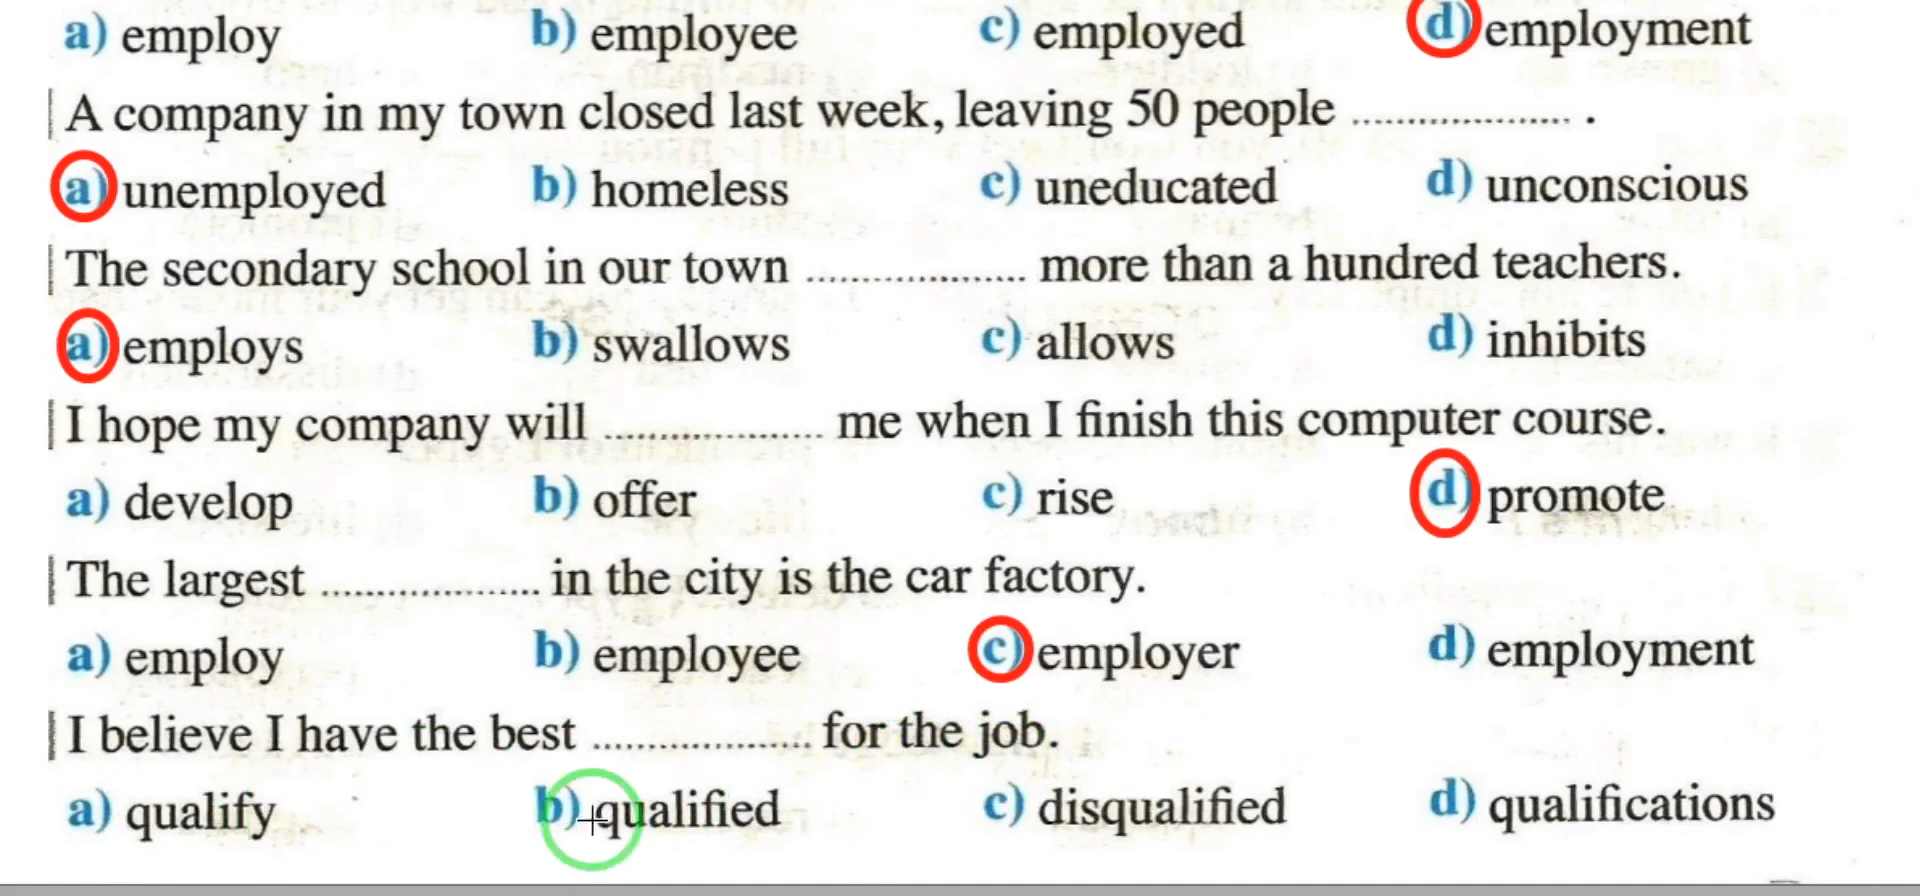 a) employ b) employee c) employed d) employment
A company in my town closed last week, leaving 50 people .................... .
a) unemployed b) homeless c) uneducated d) unconscious
The secondary school in our town .................... more than a hundred teachers.
a) employs b) swallows c) allows d) inhibits
I hope my company will .................... me when I finish this computer course.
a) develop b) offer c) rise d) promote
The largest .................... in the city is the car factory.
a) employ b) employee c) employer d) employment
I believe I have the best .................... for the job.
a) qualify b) qualified c) disqualified d) qualifications